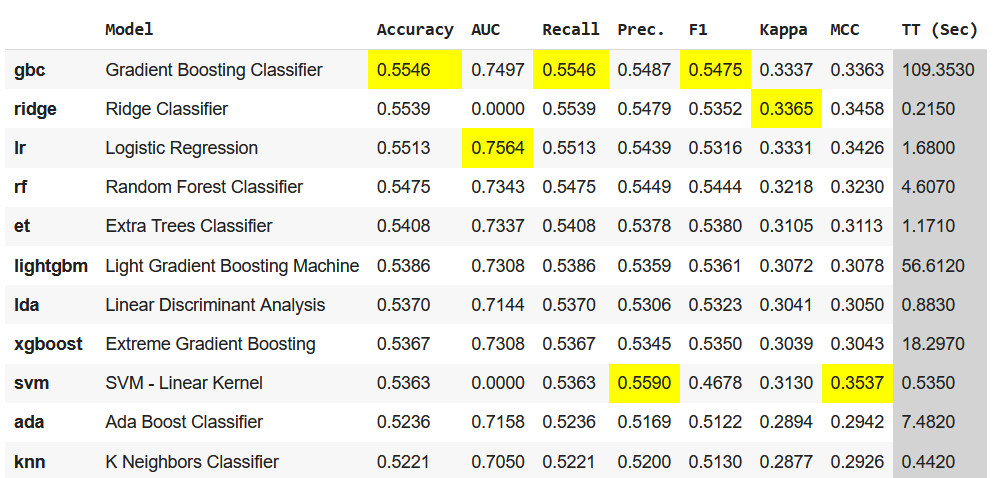 Model Accuracy AUC Recall Prec. F1 Kappa MCC TT (Sec)
gbc Gradient Boosting Classifier 0.5546 0.7497 0.5546 0.5487 0.5475 0.3337 0.3363 109.3530
ridge Ridge Classifier 0.5539 0.0000 0.5539 0.5479 0.5352 0.3365 0.3458 0.2150
lr Logistic Regression 0.5513 0.7564 0.5513 0.5439 0.5316 0.3331 0.3426 1.6800
rf Random Forest Classifier 0.5475 0.7343 0.5475 0.5449 0.5444 0.3218 0.3230 4.6070
et Extra Trees Classifier 0.5408 0.7337 0.5408 0.5378 0.5380 0.3105 0.3113 1.1710
lightgbm Light Gradient Boosting Machine 0.5386 0.7308 0.5386 0.5359 0.5361 0.3072 0.3078 56.6120
lda Linear Discriminant Analysis 0.5370 0.7144 0.5370 0.5306 0.5323 0.3041 0.3050 0.8830
xgboost Extreme Gradient Boosting 0.5367 0.7308 0.5367 0.5345 0.5350 0.3039 0.3043 18.2970
svm SVM - Linear Kernel 0.5363 0.0000 0.5363 0.5590 0.4678 0.3130 0.3537 0.5350
ada Ada Boost Classifier 0.5236 0.7158 0.5236 0.5169 0.5122 0.2894 0.2942 7.4820
knn K Neighbors Classifier 0.5221 0.7050 0.5221 0.5200 0.5130 0.2877 0.2926 0.4420